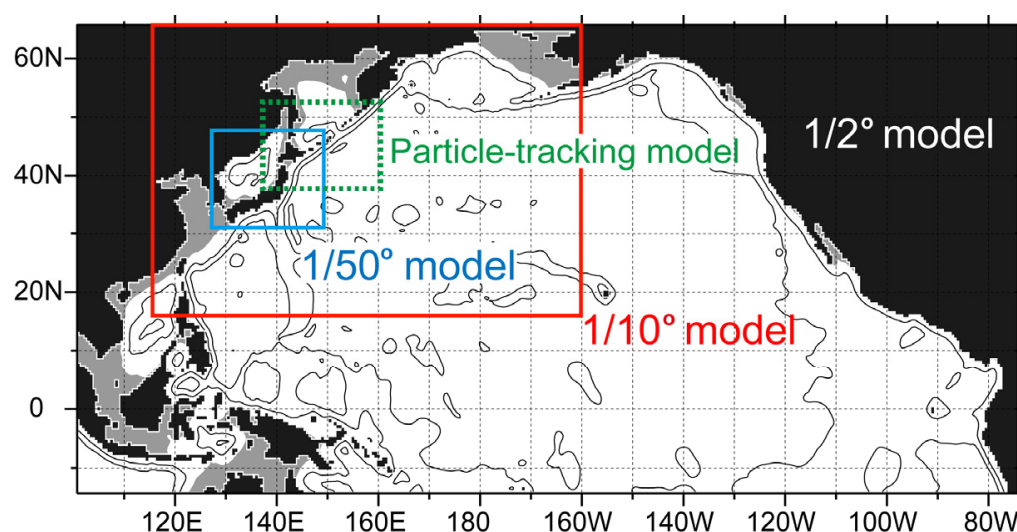 60N
1/2° model
Particle-tracking model
40N
1/50° model
20N
1/10° model
0
120E 140E 160E 180 160W 140W 120W 100W 80W